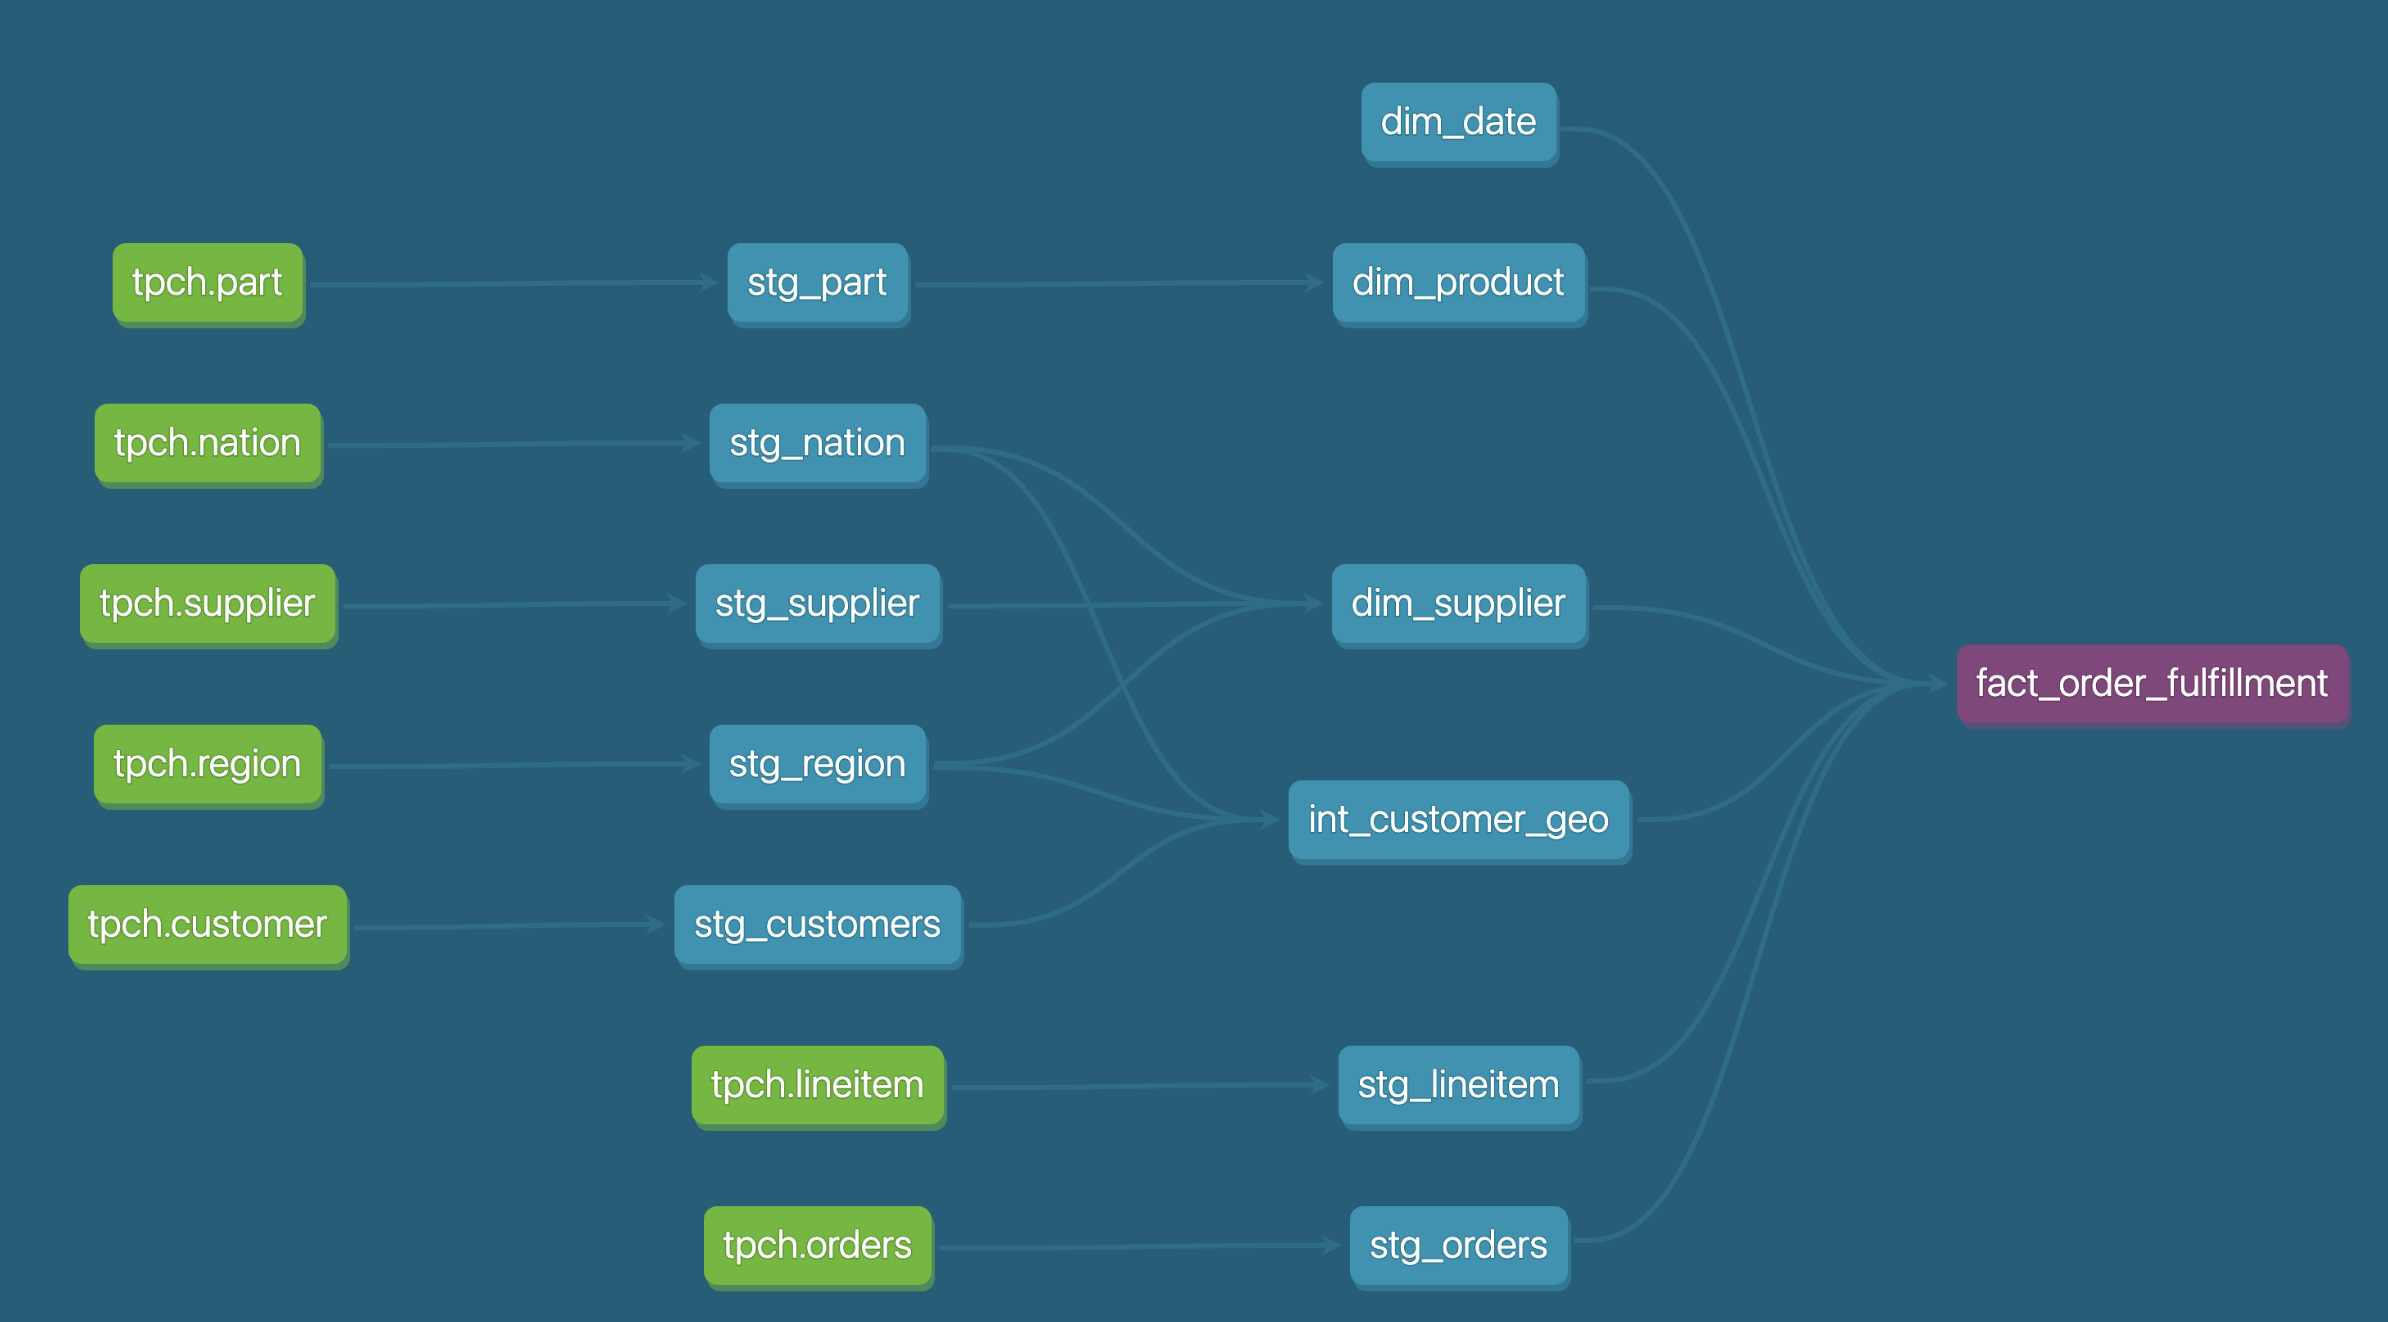 dim_date
tpch.part
stg_part
dim_product
tpch.nation
stg_nation
tpch.supplier
stg_supplier
dim_supplier
fact_order_fulfillment
tpch.region
stg_region
int_customer_geo
tpch.customer
stg_customers
tpch.lineitem
stg_lineitem
tpch.orders
stg_orders